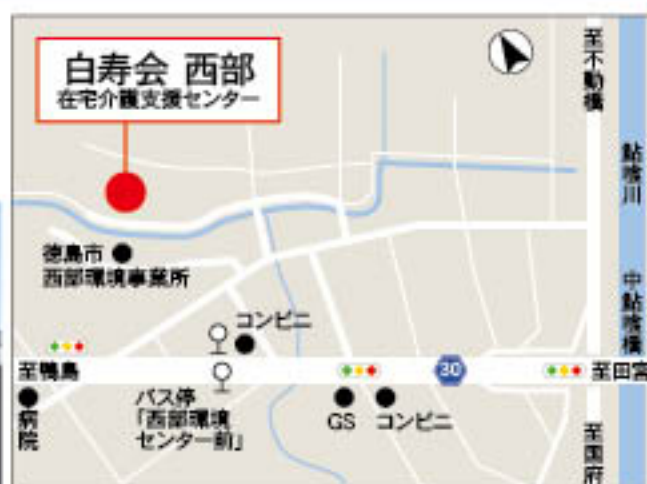 白寿会 西部
在宅介護支援センター
至不動橋
鮎喰川
中鮎喰橋
徳島市
西部環境事業所
コンビニ
至鴨島
30
至田宮
病院
バス停
「西部環境
センター前」
GS
コンビニ
至国府